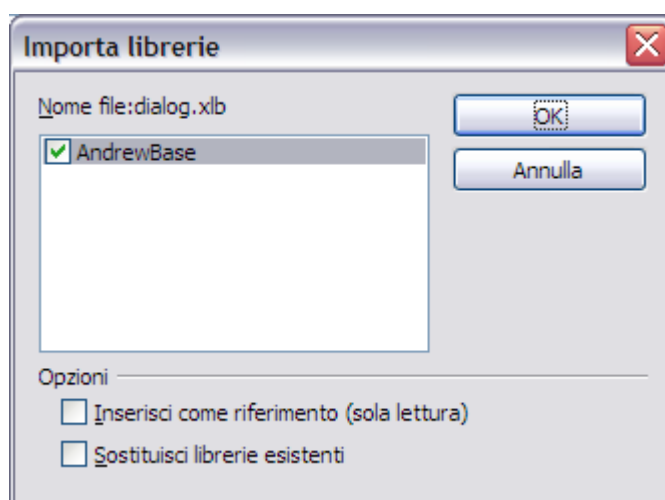 Importa librerie
Nome file:dialog.xlb
OK
AndrewBase
Annulla
Opzioni
Inserisci come riferimento (sola lettura)
Sostituisci librerie esistenti